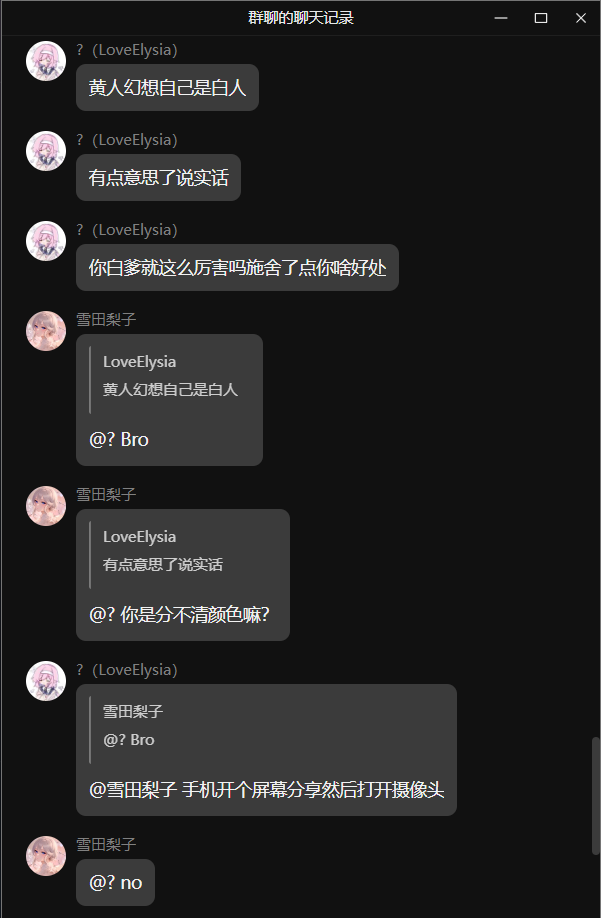 群聊的聊天记录
?（LoveElysia）
黄人幻想自己是白人
?（LoveElysia）
有点意思了说实话
?（LoveElysia）
你白爹就这么厉害吗施舍了点你啥好处
雪田梨子
LoveElysia
黄人幻想自己是白人
@? Bro
雪田梨子
LoveElysia
有点意思了说实话
@? 你是分不清颜色嘛?
?（LoveElysia）
雪田梨子
@? Bro
@雪田梨子 手机开个屏幕分享然后打开摄像头
雪田梨子
@? no